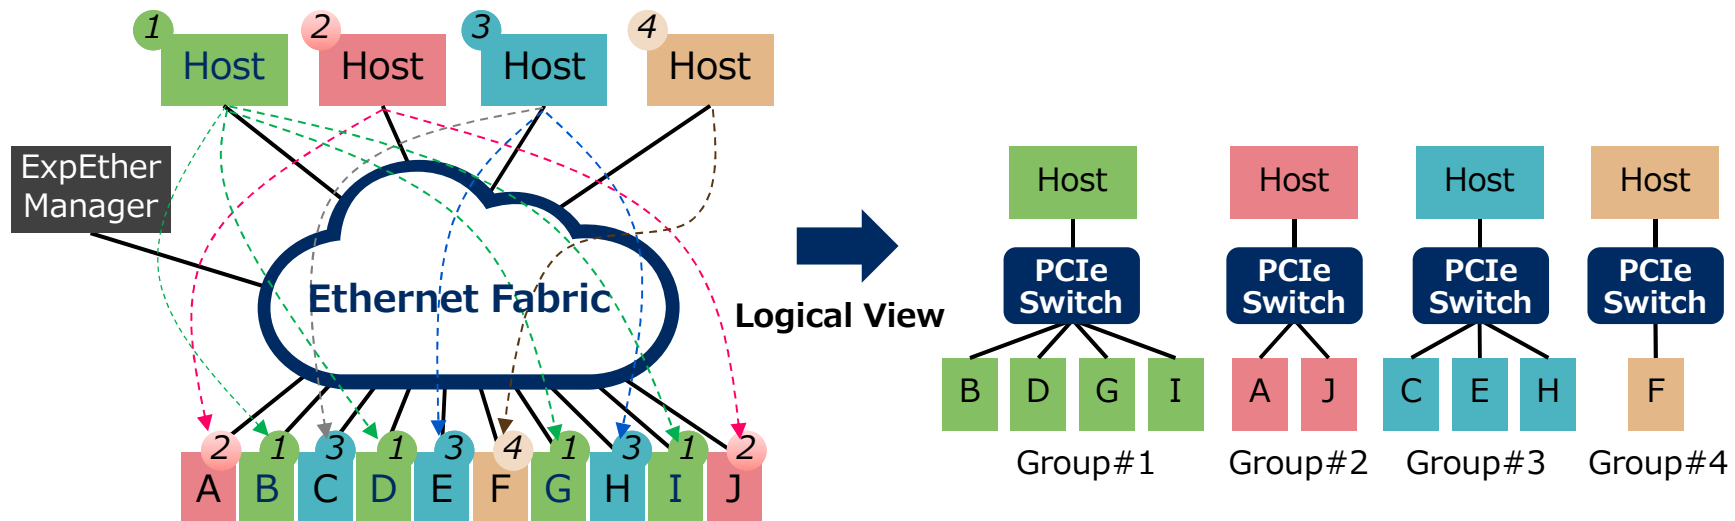 1
2
3
4
Host
Host
Host
Host
ExpEther
Manager
Ethernet Fabric
2
1
3
1
3
4
1
3
1
2
A
B
C
D
E
F
G
H
I
J
Logical View
Host
Host
Host
Host
PCIe
Switch
PCIe
Switch
PCIe
Switch
PCIe
Switch
B
D
G
I
A
J
C
E
H
F
Group#1
Group#2
Group#3
Group#4